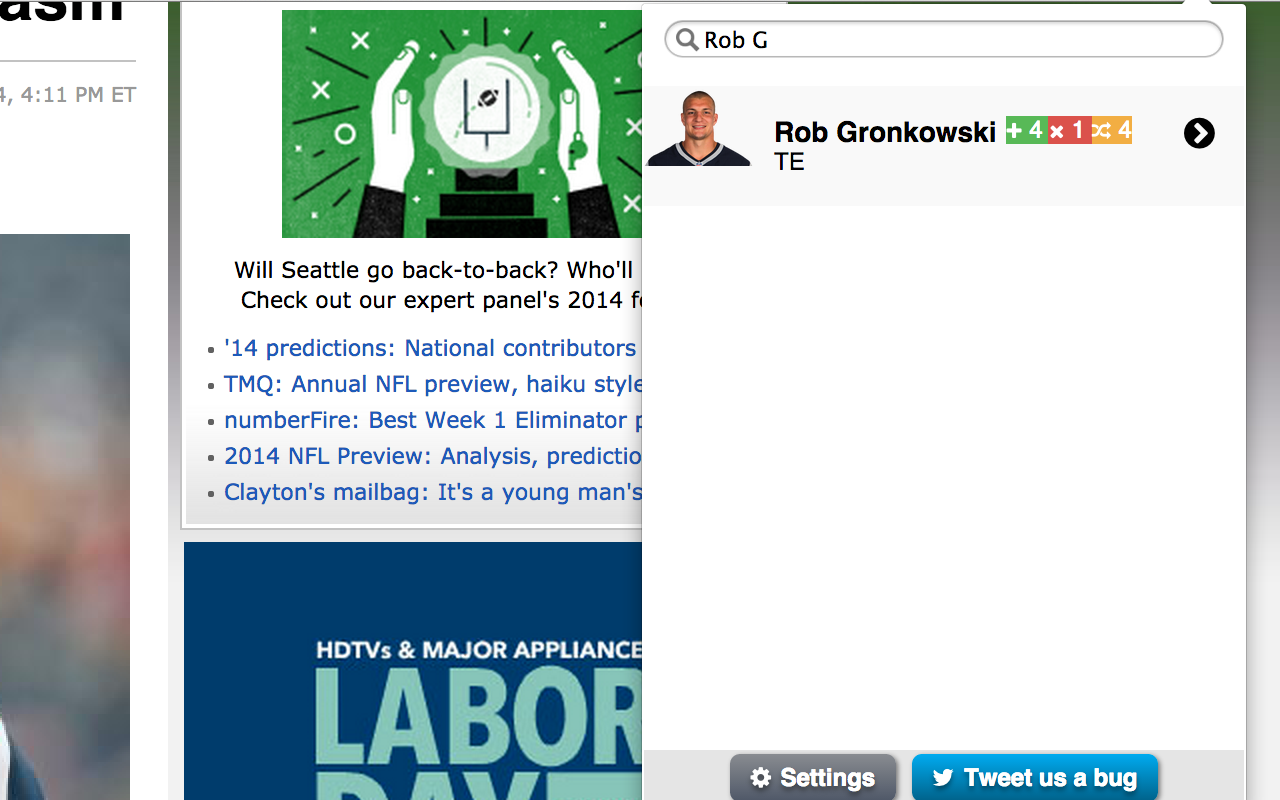 4, 4:11 PM ET
Will Seattle go back-to-back? Who'll
Check out our expert panel's 2014
'14 predictions: National contributors
TMQ: Annual NFL preview, haiku style
numberFire: Best Week 1 Eliminator
2014 NFL Preview: Analysis,
Clayton's mailbag: It's a young man's
HDTVs & MAJOR
LABOR
DAY
Rob G
Rob Gronkowski + 4 × 1 4
TE
Settings
Tweet us a bug